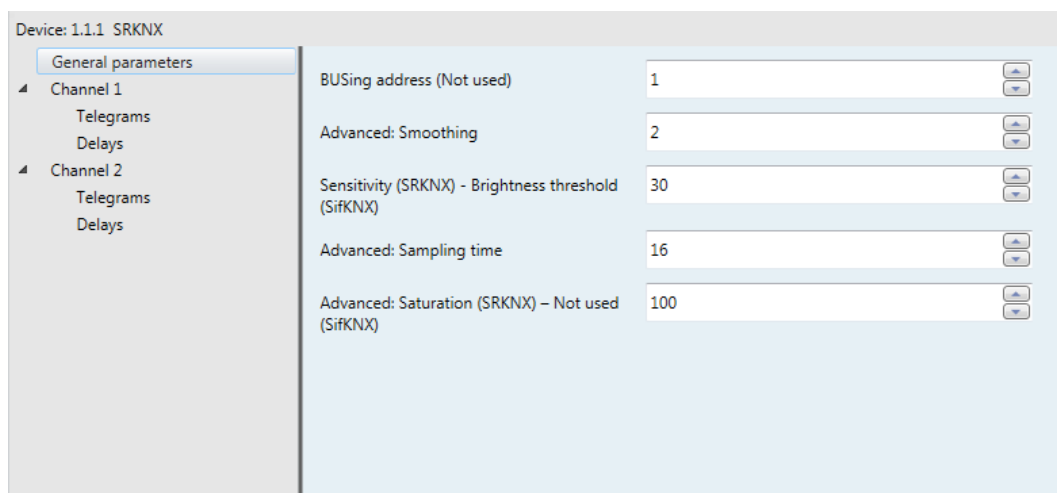 Device: 1.1.1 SRKNX
General parameters
Channel 1
Telegrams
Delays
Channel 2
Telegrams
Delays
BUSing address (Not used)
1
Advanced: Smoothing
2
Sensitivity (SRKNX) - Brightness threshold
(SifKNX)
30
Advanced: Sampling time
16
Advanced: Saturation (SRKNX) – Not used
(SifKNX)
100